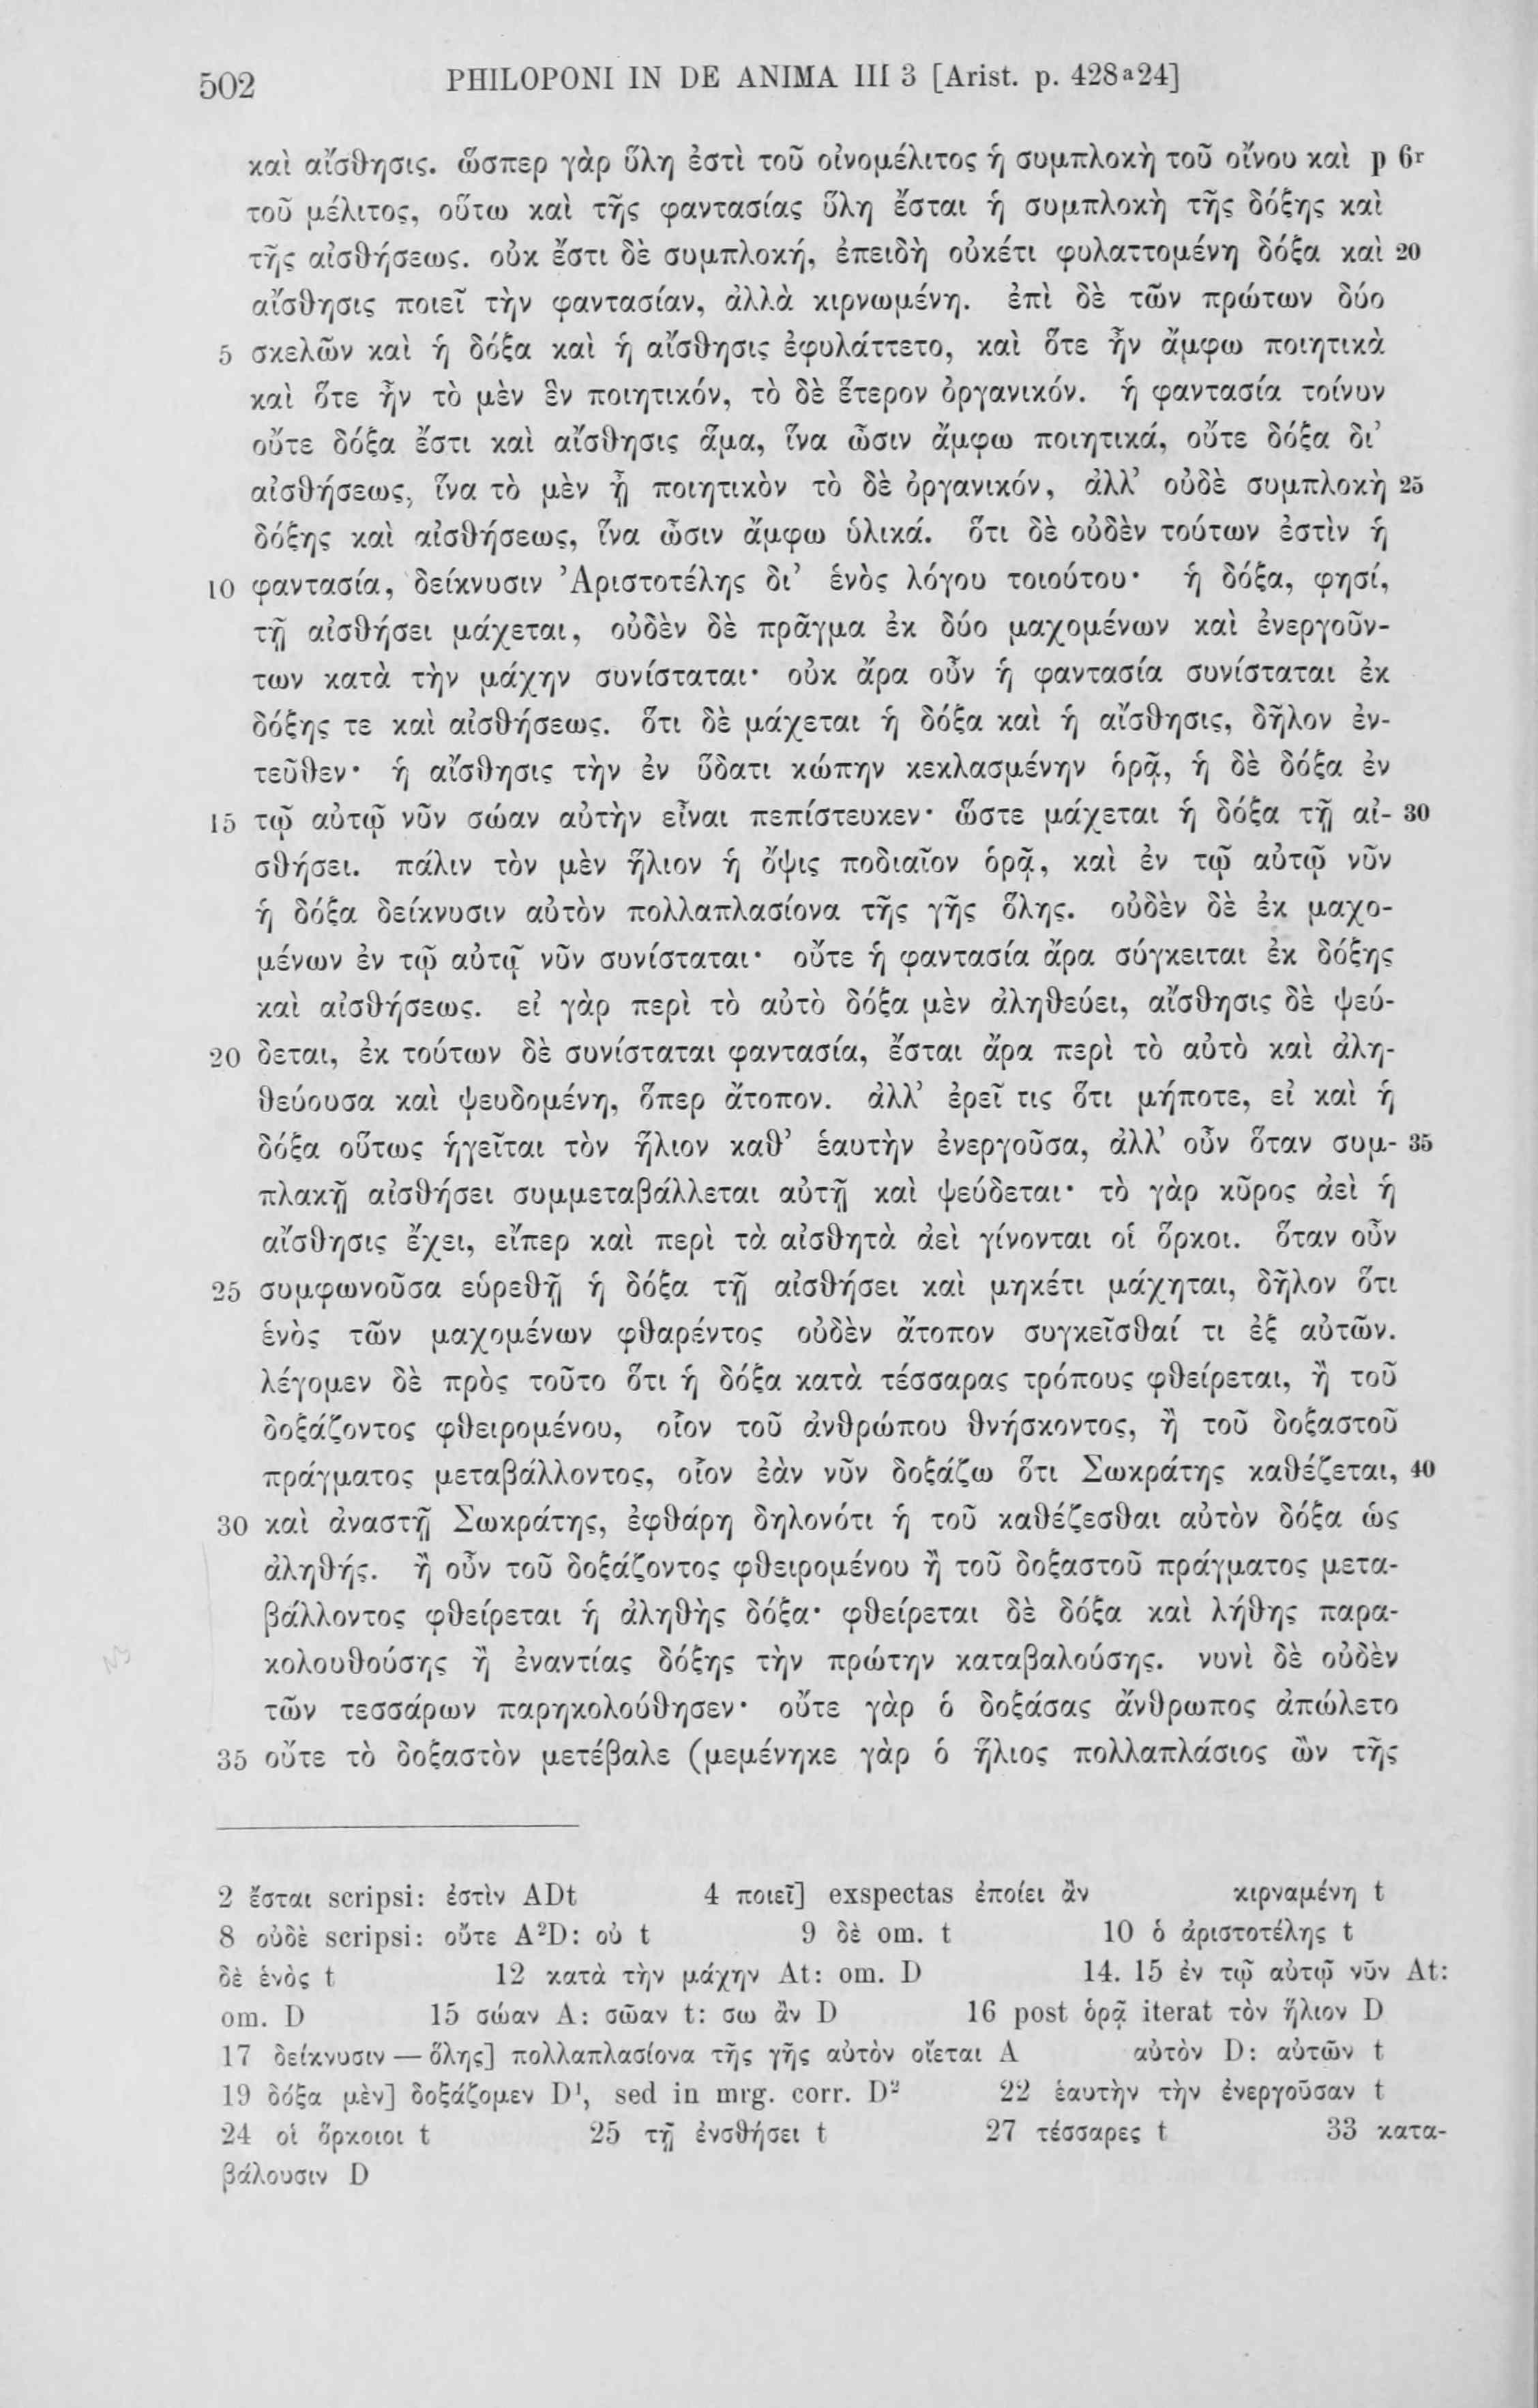 502 PHILOPONI IN DE ANIMA III 3 [Arist. p. 428ᵃ24]
καὶ αἴσθησις. ὥσπερ γὰρ ὕλη ἐστὶ τοῦ οἰνομέλιτος ἡ συμπλοκὴ τοῦ οἴνου καὶ p 6ʳ
τοῦ μέλιτος, οὕτω καὶ τῆς φαντασίας ὕλη ἔσται ἡ συμπλοκὴ τῆς δόξης καὶ
τῆς αἰσθήσεως. οὐκ ἔστι δὲ συμπλοκή, ἐπειδὴ οὐκέτι φυλαττομένη δόξα καὶ 20
αἴσθησις ποιεῖ τὴν φαντασίαν, ἀλλὰ κιρνωμένη. ἐπὶ δὲ τῶν πρώτων δύο
5 σκελῶν καὶ ἡ δόξα καὶ ἡ αἴσθησις ἐφυλάττετο, καὶ ὅτε ἦν ἄμφω ποιητικὰ
καὶ ὅτε ἦν τὸ μὲν ἓν ποιητικόν, τὸ δὲ ἕτερον ὀργανικόν. ἡ φαντασία τοίνυν
οὔτε δόξα ἔστι καὶ αἴσθησις ἅμα, ἵνα ὦσιν ἄμφω ποιητικά, οὔτε δόξα δι’
αἰσθήσεως, ἵνα τὸ μὲν ᾖ ποιητικὸν τὸ δὲ ὀργανικόν, ἀλλ’ οὐδὲ συμπλοκὴ 25
δόξης καὶ αἰσθήσεως, ἵνα ὦσιν ἄμφω ὑλικά. ὅτι δὲ οὐδὲν τούτων ἐστὶν ἡ
10 φαντασία, δείκνυσιν Ἀριστοτέλης δι’ ἑνὸς λόγου τοιούτου· ἡ δόξα, φησί,
τῇ αἰσθήσει μάχεται, οὐδὲν δὲ πρᾶγμα ἐκ δύο μαχομένων καὶ ἐνεργοῦν-
των κατὰ τὴν μάχην συνίσταται· οὐκ ἄρα οὖν ἡ φαντασία συνίσταται ἐκ
δόξης τε καὶ αἰσθήσεως. ὅτι δὲ μάχεται ἡ δόξα καὶ ἡ αἴσθησις, δῆλον ἐν-
τεῦθεν· ἡ αἴσθησις τὴν ἐν ὕδατι κώπην κεκλασμένην ὁρᾷ, ἡ δὲ δόξα ἐν
15 τῷ αὐτῷ νῦν σώαν αὐτὴν εἶναι πεπίστευκεν· ὥστε μάχεται ἡ δόξα τῇ αἰ- 30
σθήσει. πάλιν τὸν μὲν ἥλιον ἡ ὄψις ποδιαῖον ὁρᾷ, καὶ ἐν τῷ αὐτῷ νῦν
ἡ δόξα δείκνυσιν αὐτὸν πολλαπλασίονα τῆς γῆς ὅλης. οὐδὲν δὲ ἐκ μαχο-
μένων ἐν τῷ αὐτῷ νῦν συνίσταται· οὔτε ἡ φαντασία ἄρα σύγκειται ἐκ δόξης
καὶ αἰσθήσεως. εἰ γὰρ περὶ τὸ αὐτὸ δόξα μὲν ἀληθεύει, αἴσθησις δὲ ψεύ-
20 δεται, ἐκ τούτων δὲ συνίσταται φαντασία, ἔσται ἄρα περὶ τὸ αὐτὸ καὶ ἀλη-
θεύουσα καὶ ψευδομένη, ὅπερ ἄτοπον. ἀλλ’ ἐρεῖ τις ὅτι μήποτε, εἰ καὶ ἡ
δόξα οὕτως ἡγεῖται τὸν ἥλιον καθ’ ἑαυτὴν ἐνεργοῦσα, ἀλλ’ οὖν ὅταν συμ- 35
πλακῇ αἰσθήσει συμμεταβάλλεται αὐτῇ καὶ ψεύδεται· τὸ γὰρ κῦρος ἀεὶ ἡ
αἴσθησις ἔχει, εἴπερ καὶ περὶ τὰ αἰσθητὰ ἀεὶ γίνονται οἱ ὅρκοι. ὅταν οὖν
25 συμφωνοῦσα εὑρεθῇ ἡ δόξα τῇ αἰσθήσει καὶ μηκέτι μάχηται, δῆλον ὅτι
ἑνὸς τῶν μαχομένων φθαρέντος οὐδὲν ἄτοπον συγκεῖσθαί τι ἐξ αὐτῶν.
λέγομεν δὲ πρὸς τοῦτο ὅτι ἡ δόξα κατὰ τέσσαρας τρόπους φθείρεται, ἢ τοῦ
δοξάζοντος φθειρομένου, οἷον τοῦ ἀνθρώπου θνήσκοντος, ἢ τοῦ δοξαστοῦ
πράγματος μεταβάλλοντος, οἷον ἐὰν νῦν δοξάζω ὅτι Σωκράτης καθέζεται, 40
30 καὶ ἀναστῇ Σωκράτης, ἐφθάρη δηλονότι ἡ τοῦ καθέζεσθαι αὐτὸν δόξα ὡς
ἀληθής. ἢ οὖν τοῦ δοξάζοντος φθειρομένου ἢ τοῦ δοξαστοῦ πράγματος μετα-
βάλλοντος φθείρεται ἡ ἀληθὴς δόξα· φθείρεται δὲ δόξα καὶ λήθης παρα-
κολουθούσης ἢ ἐναντίας δόξης τὴν πρώτην καταβαλούσης. νυνὶ δὲ οὐδὲν
τῶν τεσσάρων παρηκολούθησεν· οὔτε γὰρ ὁ δοξάσας ἄνθρωπος ἀπώλετο
35 οὔτε τὸ δοξαστὸν μετέβαλε (μεμένηκε γὰρ ὁ ἥλιος πολλαπλάσιος ὢν τῆς
2 ἔσται scripsi: ἐστὶν ADt 4 ποιεῖ] exspectas ἐποίει ἂν κιρναμένη t
8 οὐδὲ scripsi: οὔτε A²D: οὐ t 9 δὲ om. t 10 ὁ ἀριστοτέλης t
δὲ ἑνὸς t 12 κατὰ τὴν μάχην At: om. D 14. 15 ἐν τῷ αὐτῷ νῦν At:
om. D 15 σώαν A: σῶαν t: σω ἂν D 16 post ὁρᾷ iterat τὸν ἥλιον D
17 δείκνυσιν — ὅλης] πολλαπλασίονα τῆς γῆς αὐτὸν οἴεται A αὐτὸν D: αὐτῶν t
19 δόξα μὲν] δοξάζομεν D¹, sed in mrg. corr. D² 22 ἑαυτὴν τὴν ἐνεργοῦσαν t
24 οἱ ὅρκοιοι t 25 τῇ ἐνσθήσει t 27 τέσσαρες t 33 κατα-
βάλουσιν D